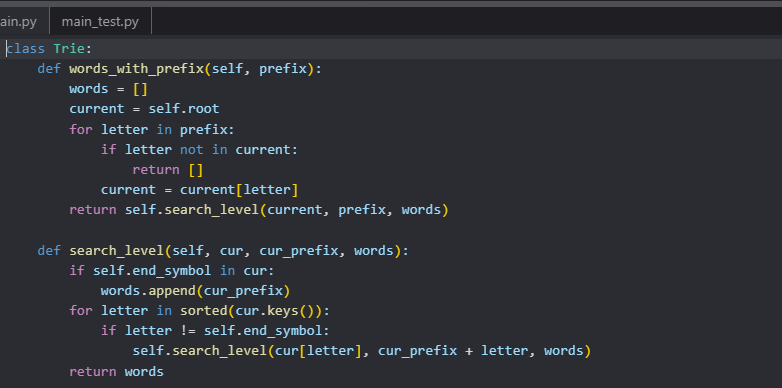 ain.py main_test.py
class Trie:
    def words_with_prefix(self, prefix):
        words = []
        current = self.root
        for letter in prefix:
            if letter not in current:
                return []
            current = current[letter]
        return self.search_level(current, prefix, words)

    def search_level(self, cur, cur_prefix, words):
        if self.end_symbol in cur:
            words.append(cur_prefix)
        for letter in sorted(cur.keys()):
            if letter != self.end_symbol:
                self.search_level(cur[letter], cur_prefix + letter, words)
        return words